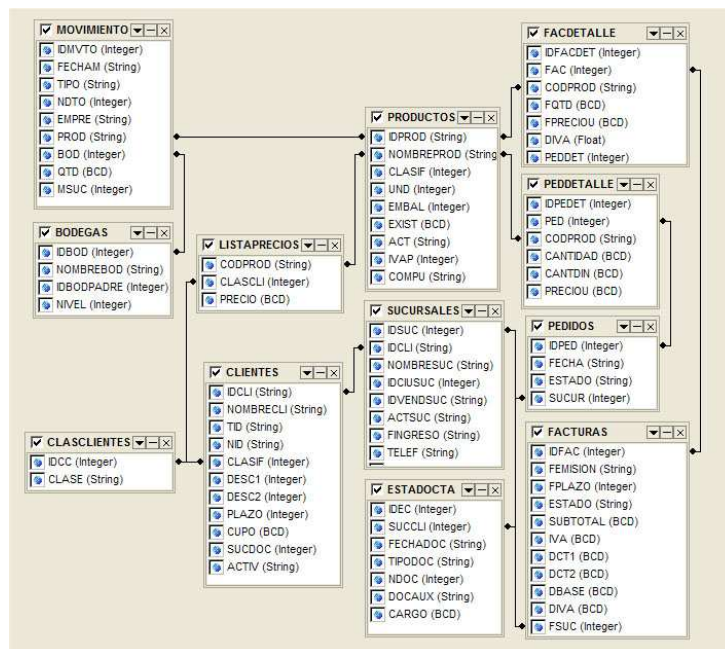 MOVIMIENTO
IDMVTO (Integer)
FECHAM (String)
TIPO (String)
NDTO (Integer)
EMPRE (String)
PROD (String)
BOD (Integer)
QTD (BCD)
MSUC (Integer)
BODEGAS
IDBOD (Integer)
NOMBREBOD (String)
IDBODPADRE (Integer)
NIVEL (Integer)
CLASCLIENTES
IDCC (Integer)
CLASE (String)
LISTAPRECIOS
CODPROD (String)
CLASCLI (Integer)
PRECIO (BCD)
CLIENTES
IDCLI (String)
NOMBRECLI (String)
TID (String)
NID (String)
CLASIF (Integer)
DESC1 (Integer)
DESC2 (Integer)
PLAZO (Integer)
CUPO (BCD)
SUCDOC (Integer)
ACTIV (String)
PRODUCTOS
IDPROD (String)
NOMBREPROD (String
CLASIF (Integer)
UND (Integer)
EMBAL (Integer)
EXIST (BCD)
ACT (String)
IVAP (Integer)
COMPU (String)
SUCURSALES
IDSUC (Integer)
IDCLI (String)
NOMBRESUC (String)
IDCIUSUC (Integer)
IDVENDSUC (String)
ACTSUC (String)
FINGRESO (String)
TELEF (String)
ESTADOCTA
IDEC (Integer)
SUCCLI (Integer)
FECHADOC (String)
TIPODOC (String)
NDOC (Integer)
DOCAUX (String)
CARGO (BCD)
FACDETALLE
IDFACDET (Integer)
FAC (Integer)
CODPROD (String)
FQTD (BCD)
FPRECIOU (BCD)
DIVA (Float)
PEDDET (Integer)
PEDDETALLE
IDPEDET (Integer)
PED (Integer)
CODPROD (String)
CANTIDAD (BCD)
CANTDIN (BCD)
PRECIOU (BCD)
PEDIDOS
IDPED (Integer)
FECHA (String)
ESTADO (String)
SUCUR (Integer)
FACTURAS
IDFAC (Integer)
FEMISION (String)
FPLAZO (Integer)
ESTADO (String)
SUBTOTAL (BCD)
IVA (BCD)
DCT1 (BCD)
DCT2 (BCD)
DBASE (BCD)
DIVA (BCD)
FSUC (Integer)